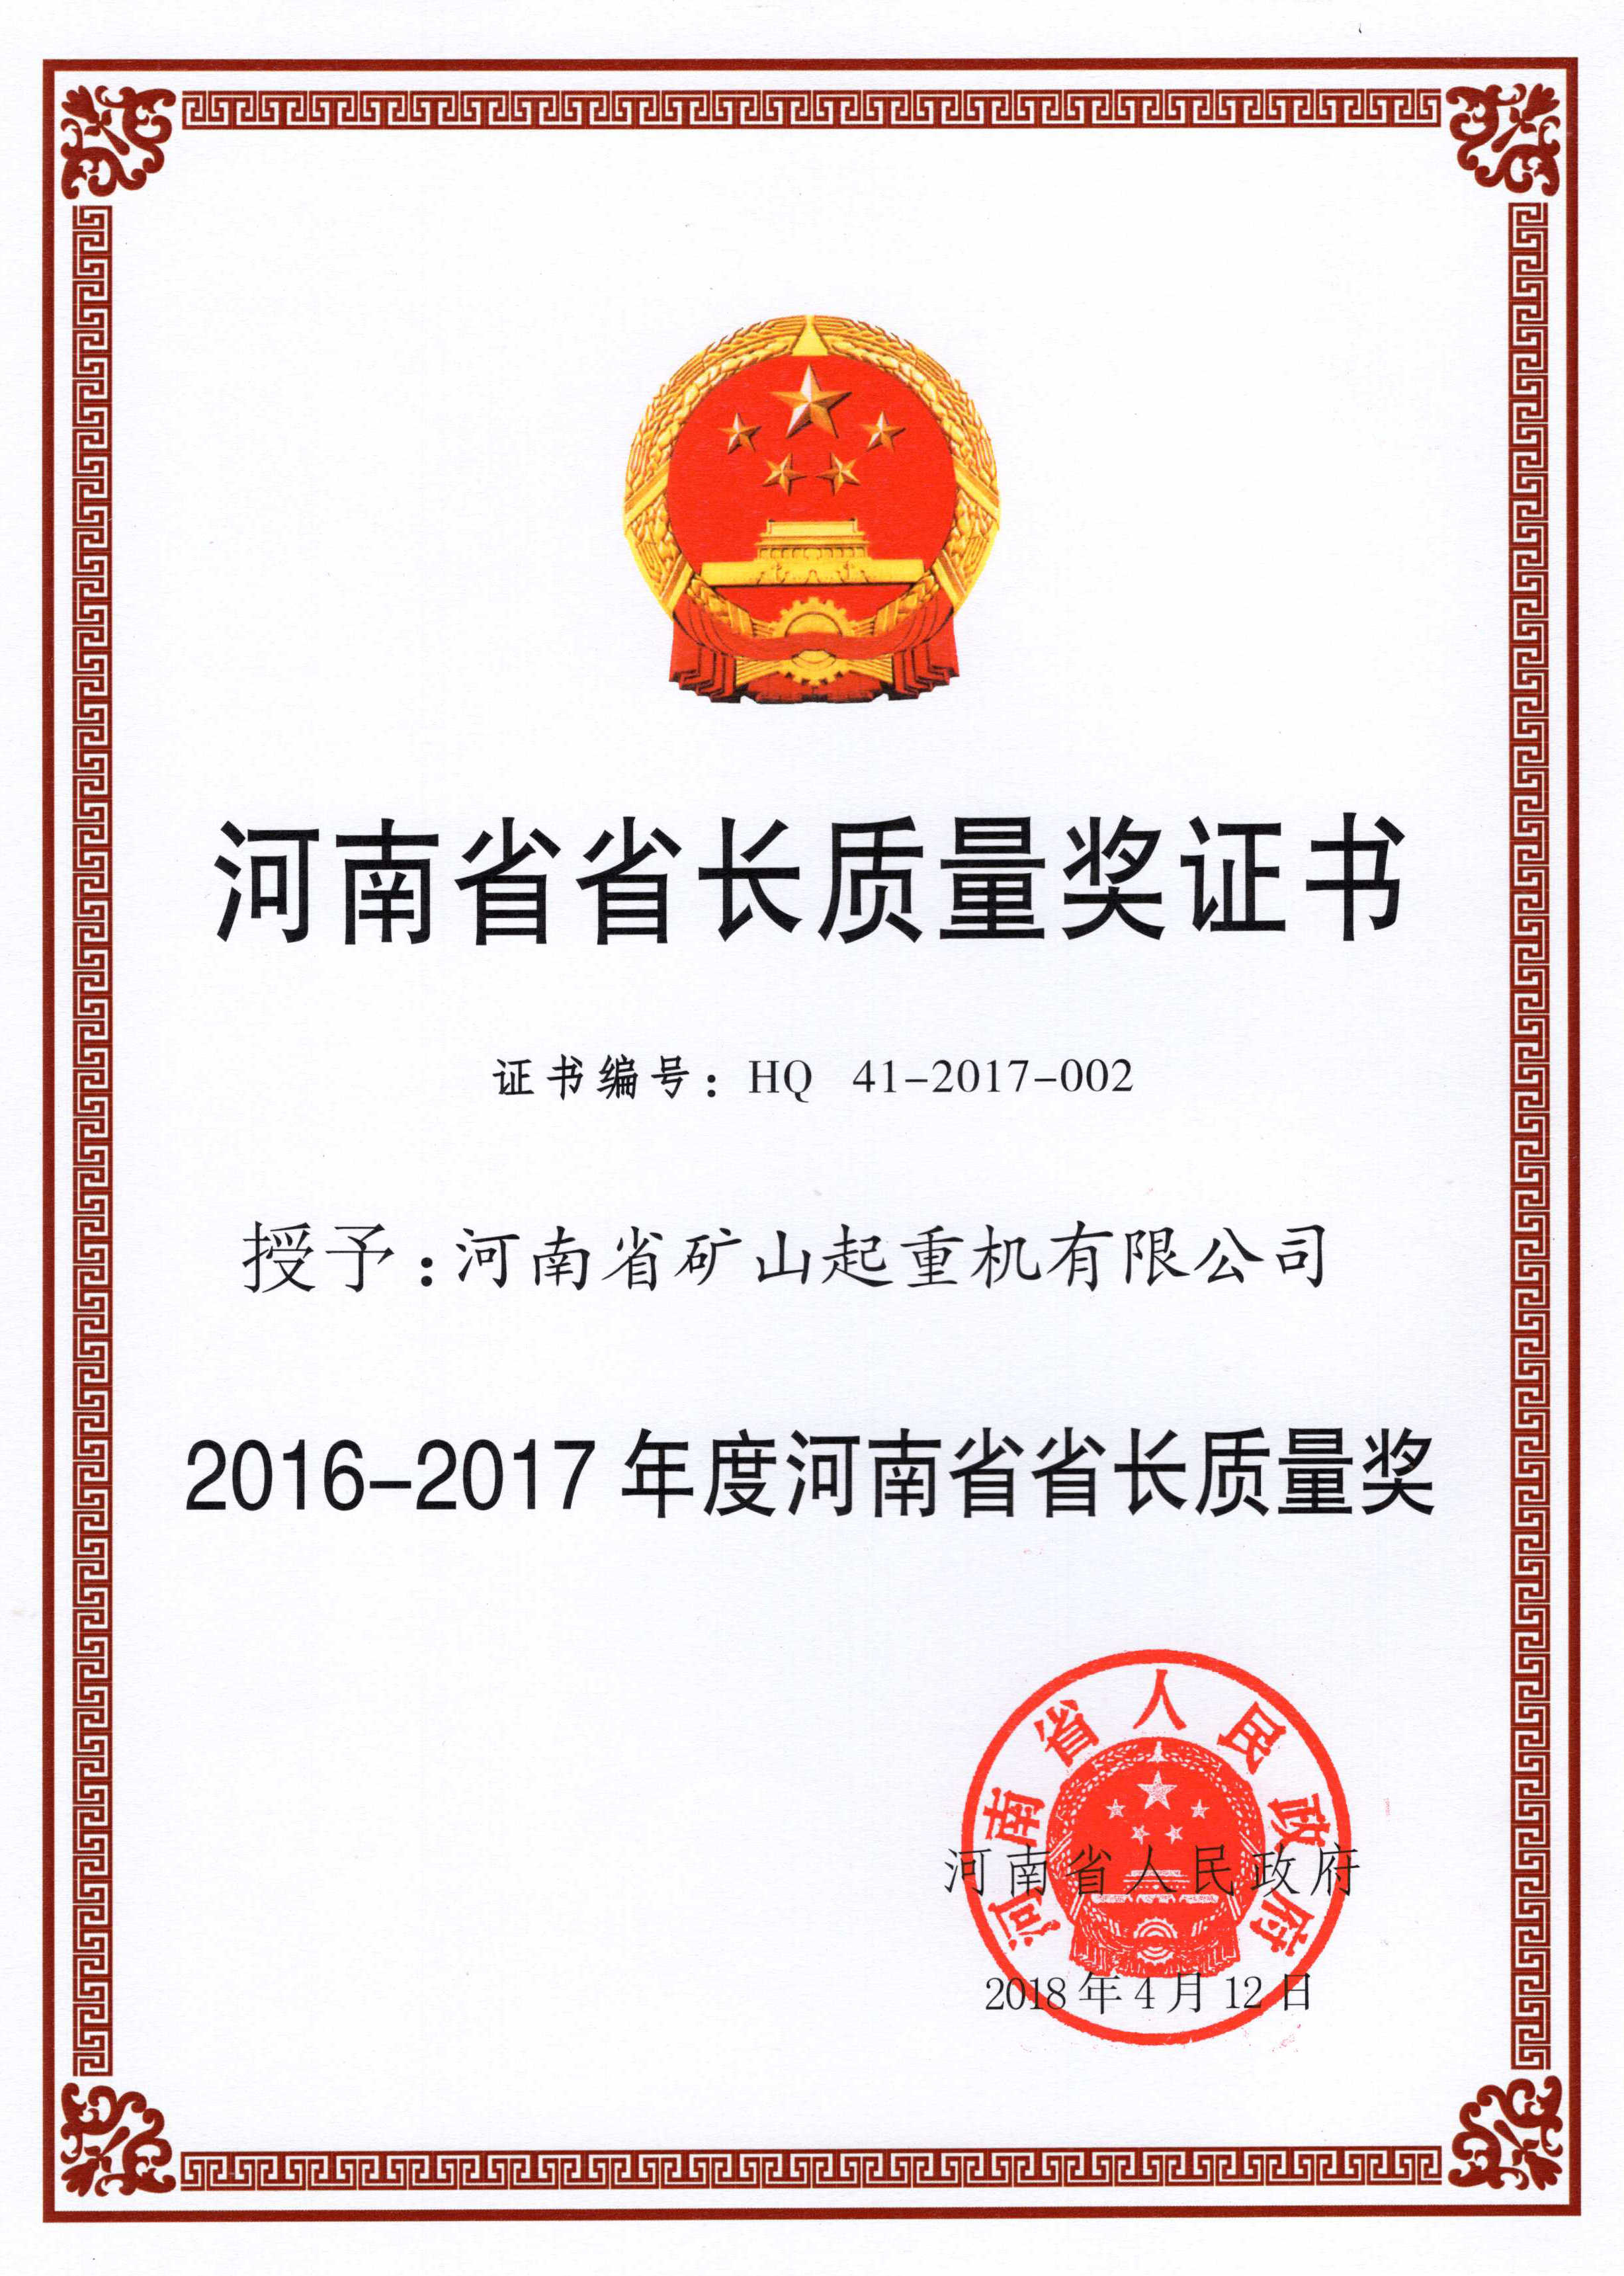 河南省省长质量奖证书
证书编号：HQ 41-2017-002
授予：河南省矿山起重机有限公司
2016-2017 年度河南省省长质量奖
河南省人民政府
河南省人民政府
2018 年 4 月 12 日